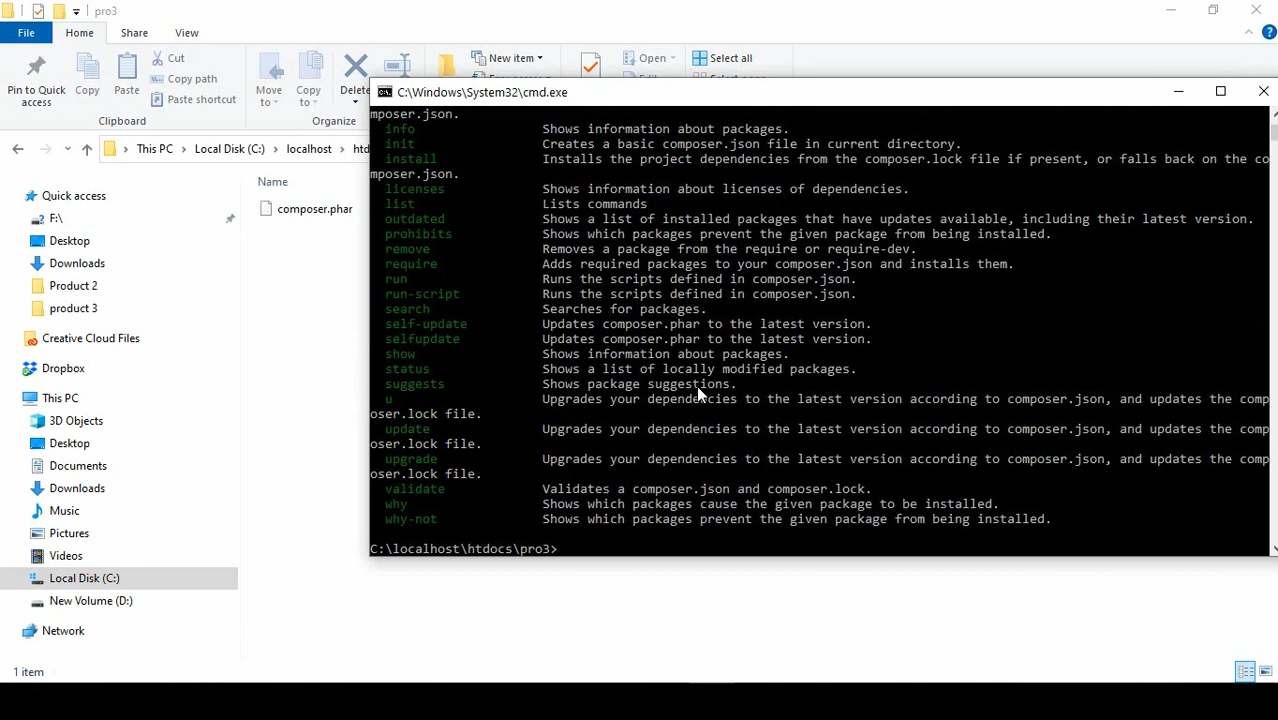 pro3
File
Home
Share
View
Pin to Quick
access
Copy
Paste
Cut
Copy path
Paste shortcut
Clipboard
Move
to
Copy
to
Delete
Organize
New item
Open
Select all
This PC
Local Disk (C:)
localhost
Quick access
F:\
Desktop
Downloads
Product 2
product 3
Creative Cloud Files
Dropbox
This PC
3D Objects
Desktop
Documents
Downloads
Music
Pictures
Videos
Local Disk (C:)
New Volume (D:)
Network
1 item
Name
composer.phar
C:\Windows\System32\cmd.exe
mposer.json.
info Shows information about packages.
init Creates a basic composer.json file in current directory.
install Installs the project dependencies from the composer.lock file if present, or falls back on the co
mposer.json.
licenses Shows information about licenses of dependencies.
list Lists commands
outdated Shows a list of installed packages that have updates available, including their latest version.
prohibits Shows which packages prevent the given package from being installed.
remove Removes a package from the require or require-dev.
require Adds required packages to your composer.json and installs them.
run Runs the scripts defined in composer.json.
run-script Runs the scripts defined in composer.json.
search Searches for packages.
self-update Updates composer.phar to the latest version.
selfupdate Updates composer.phar to the latest version.
show Shows information about packages.
status Shows a list of locally modified packages.
suggests Shows package suggestions.
u Upgrades your dependencies to the latest version according to composer.json, and updates the comp
oser.lock file.
update Upgrades your dependencies to the latest version according to composer.json, and updates the comp
oser.lock file.
upgrade Upgrades your dependencies to the latest version according to composer.json, and updates the comp
oser.lock file.
validate Validates a composer.json and composer.lock.
why Shows which packages cause the given package to be installed.
why-not Shows which packages prevent the given package from being installed.
C:\localhost\htdocs\pro3>